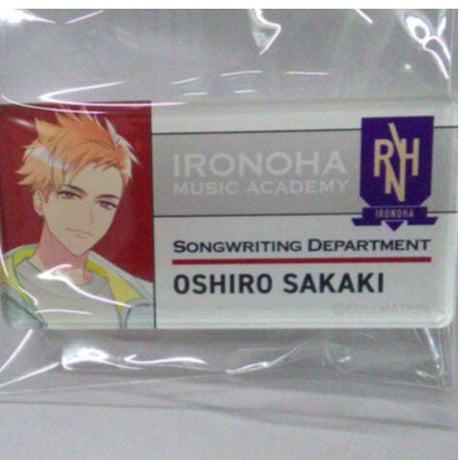 IRONOHA
MUSIC ACADEMY
RNH
IRONOHA
SONGWRITING DEPARTMENT
OSHIRO SAKAKI